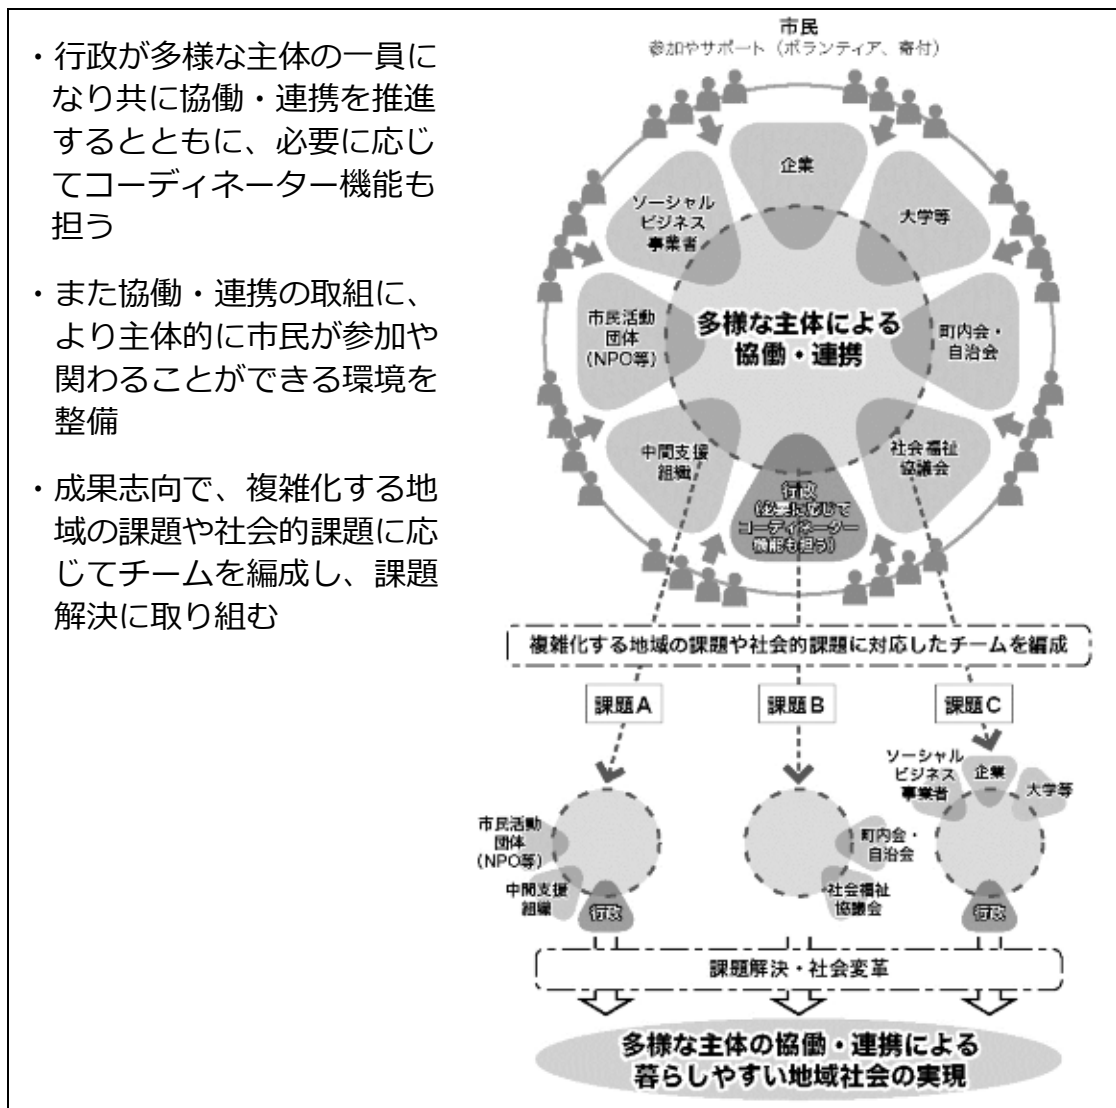 ・行政が多様な主体の一員に
なり共に協働・連携を推進
するとともに、必要に応じ
てコーディネーター機能も
担う
・また協働・連携の取組に、
より主体的に市民が参加や
関わることができる環境を
整備
・成果志向で、複雑化する地
域の課題や社会的課題に応
じてチームを編成し、課題
解決に取り組む
市民
参加やサポート（ボランティア、寄付）
企業
ソーシャル
ビジネス
事業者
大学等
市民活動
団体
（NPO等）
多様な主体による
協働・連携
町内会・
自治会
中間支援
組織
社会福祉
協議会
行政
（必要に応じて
コーディネーター
機能も担う）
複雑化する地域の課題や社会的課題に対応したチームを編成
課題A
課題B
課題C
市民活動
団体
（NPO等）
中間支援
組織
行政
町内会・
自治会
社会福祉
協議会
ソーシャル
ビジネス
事業者
企業
大学等
行政
課題解決・社会変革
多様な主体の協働・連携による
暮らしやすい地域社会の実現